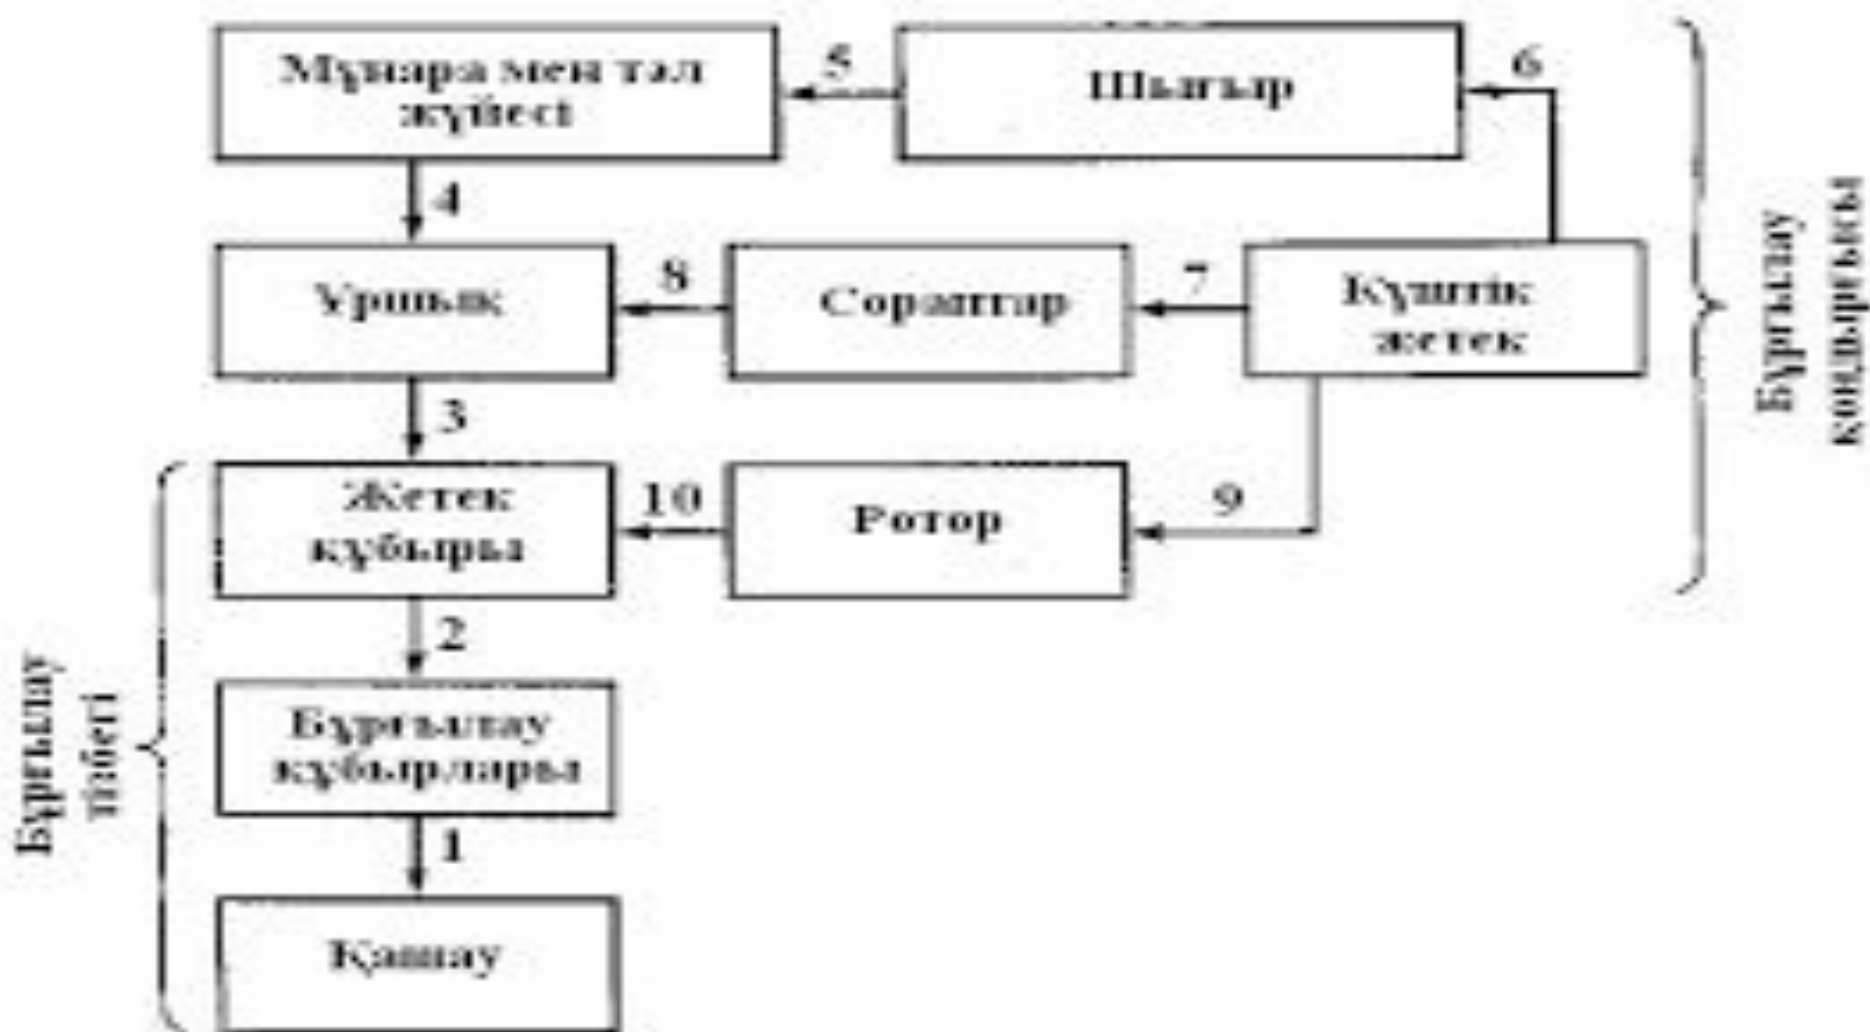 Мұнара мен тәл
жүйесі
5
Шығыр
6
4
Ұршық
8
Сораптар
7
Күштік
жетек
Бұрғылау
қондырғысы
3
Жетек
құбыры
10
Ротор
9
2
Бұрғылау
құбырлары
Бұрғылау
тізбегі
1
Қашау